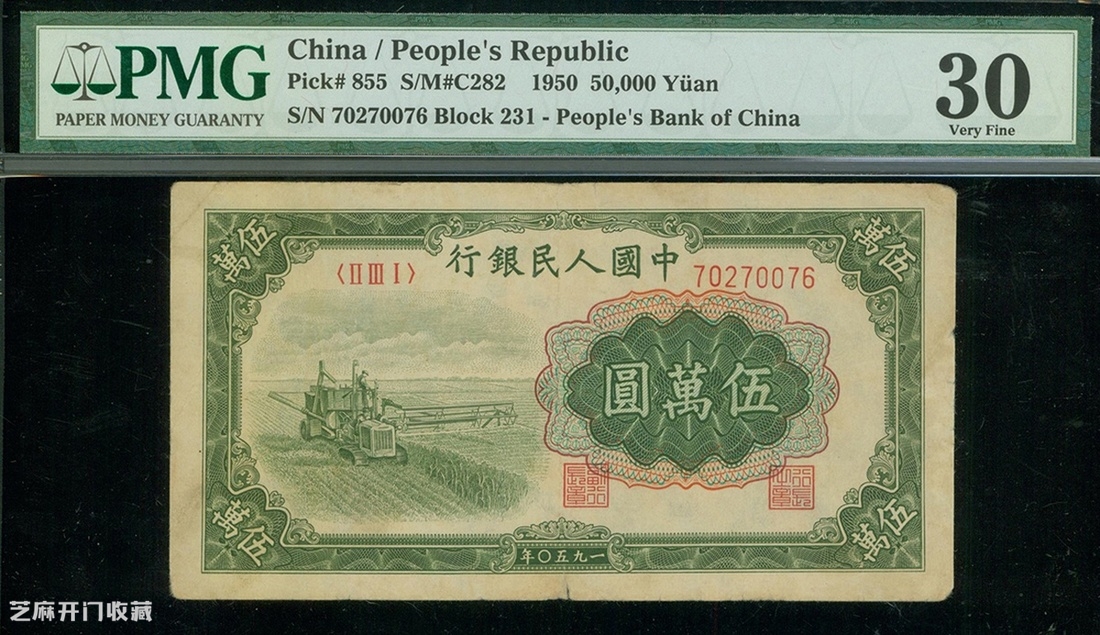 PMG
PAPER MONEY GUARANTY
China / People's Republic
Pick# 855 S/M#C282 1950 50,000 Yüan
S/N 70270076 Block 231 - People's Bank of China
30
Very Fine
萬伍
萬伍
行銀民人國中
〈II III I〉
70270076
圓萬伍
萬伍
萬伍
年〇五九一
芝麻开门收藏